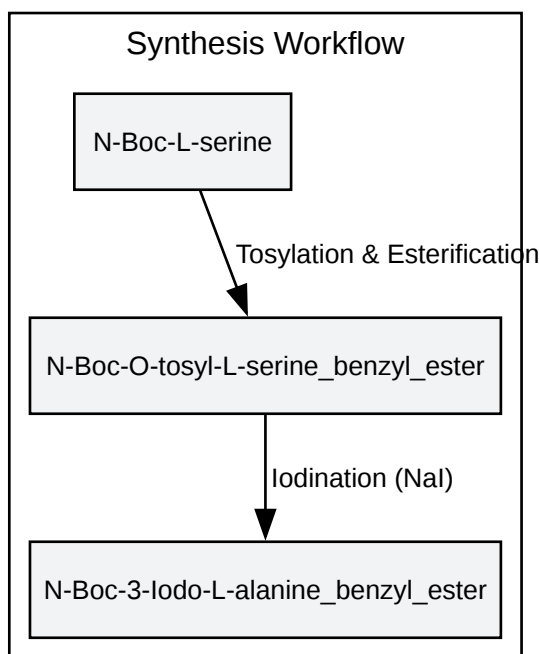 Synthesis Workflow
N-Boc-L-serine
Tosylation & Esterification
N-Boc-O-tosyl-L-serine_benzyl_ester
Iodination (NaI)
N-Boc-3-Iodo-L-alanine_benzyl_ester